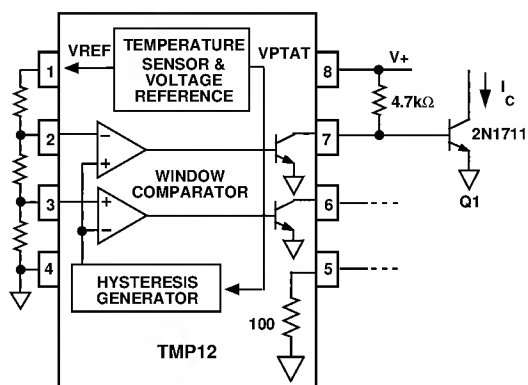 TEMPERATURE
SENSOR &
VOLTAGE
REFERENCE
VREF
VPTAT
1
2
3
4
8
7
6
5
V+
4.7kΩ
I C
2N1711
Q1
−
+
+
−
WINDOW
COMPARATOR
HYSTERESIS
GENERATOR
100
TMP12